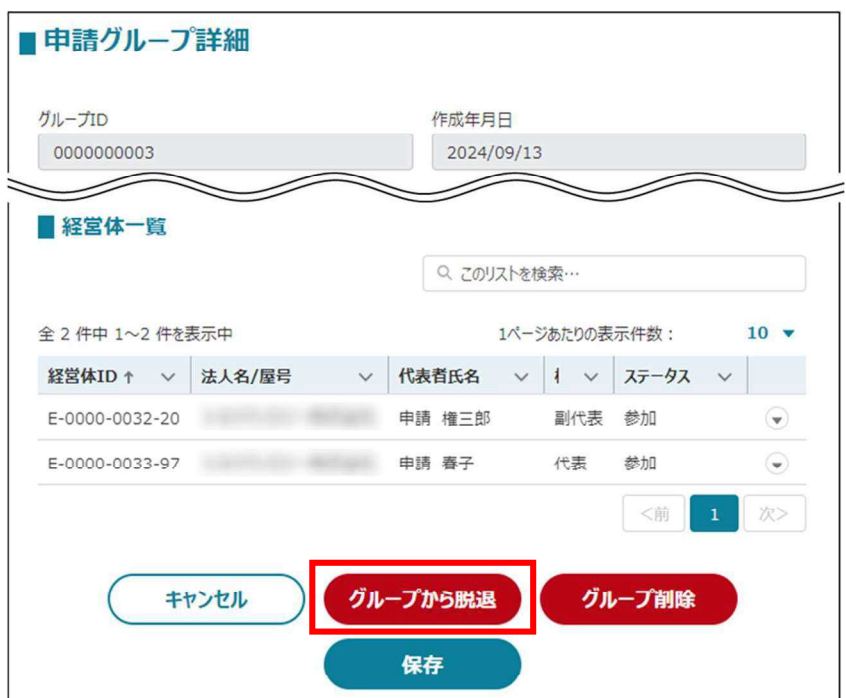 申請グループ詳細
グループID 作成年月日
0000000003 2024/09/13
経営体一覧
このリストを検索…
全 2 件中 1～2 件を表示中 1ページあたりの表示件数： 10
経営体ID↑ 法人名/屋号 代表者氏名 ステータス
E-0000-0032-20 申請 権三郎 副代表 参加
E-0000-0033-97 申請 春子 代表 参加
<前 1 次>
キャンセル グループから脱退 グループ削除
保存